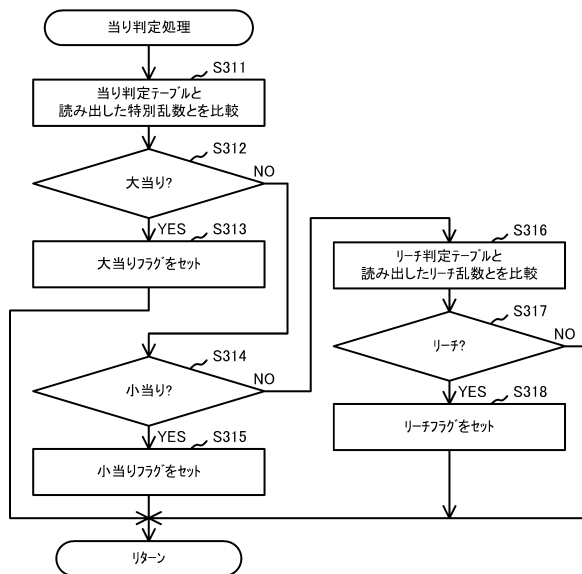 当り判定処理
S311
当り判定テーブルと
読み出した特別乱数とを比較
S312
大当り?
NO
YES
S313
大当りフラグをセット
S314
小当り?
NO
YES
S315
小当りフラグをセット
S316
リーチ判定テーブルと
読み出したリーチ乱数とを比較
S317
リーチ?
NO
YES
S318
リーチフラグをセット
リターン